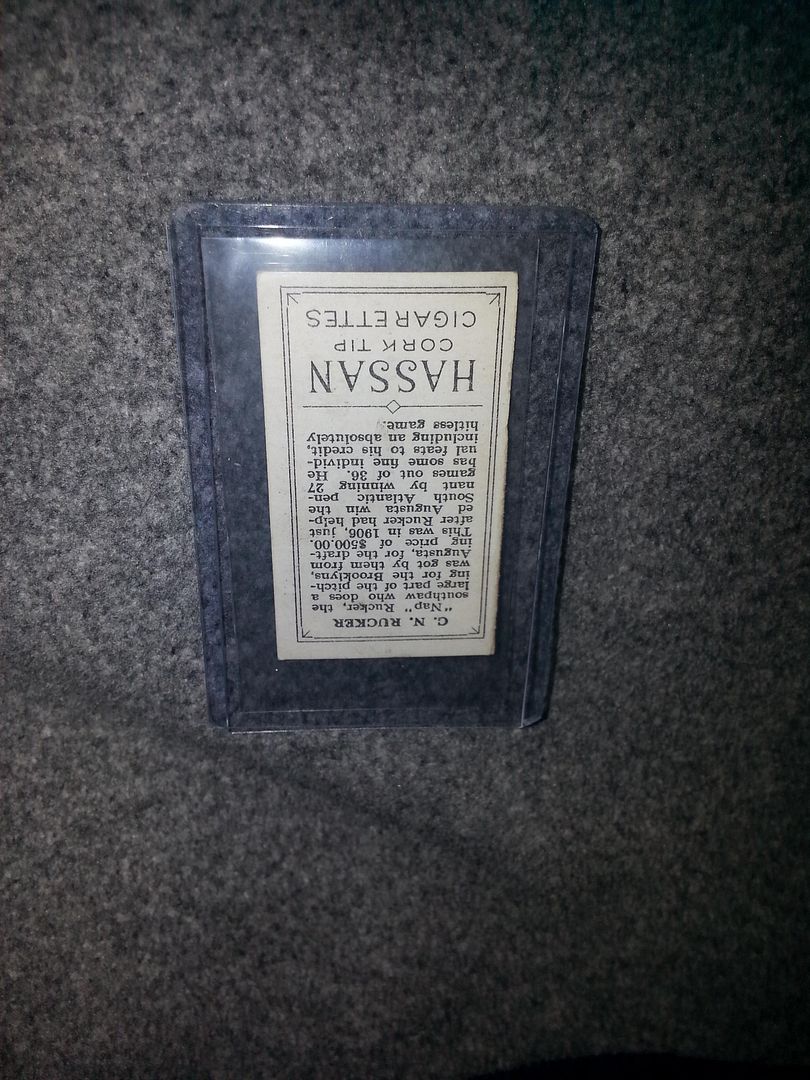 C. N. RUCKER
"Nap" Rucker, the
southpaw who does a
large part of the pitch-
ing for the Brooklyns,
was got by them from
Augusta, for the draft-
ing price of $500.00.
This was in 1906, just
after Rucker had help-
ed Augusta win the
South Atlantic pen-
nant by winning 27
games out of 36. He
has some fine individ-
ual feats to his credit,
including an absolutely
hitless game.
HASSAN
CORK TIP
CIGARETTES